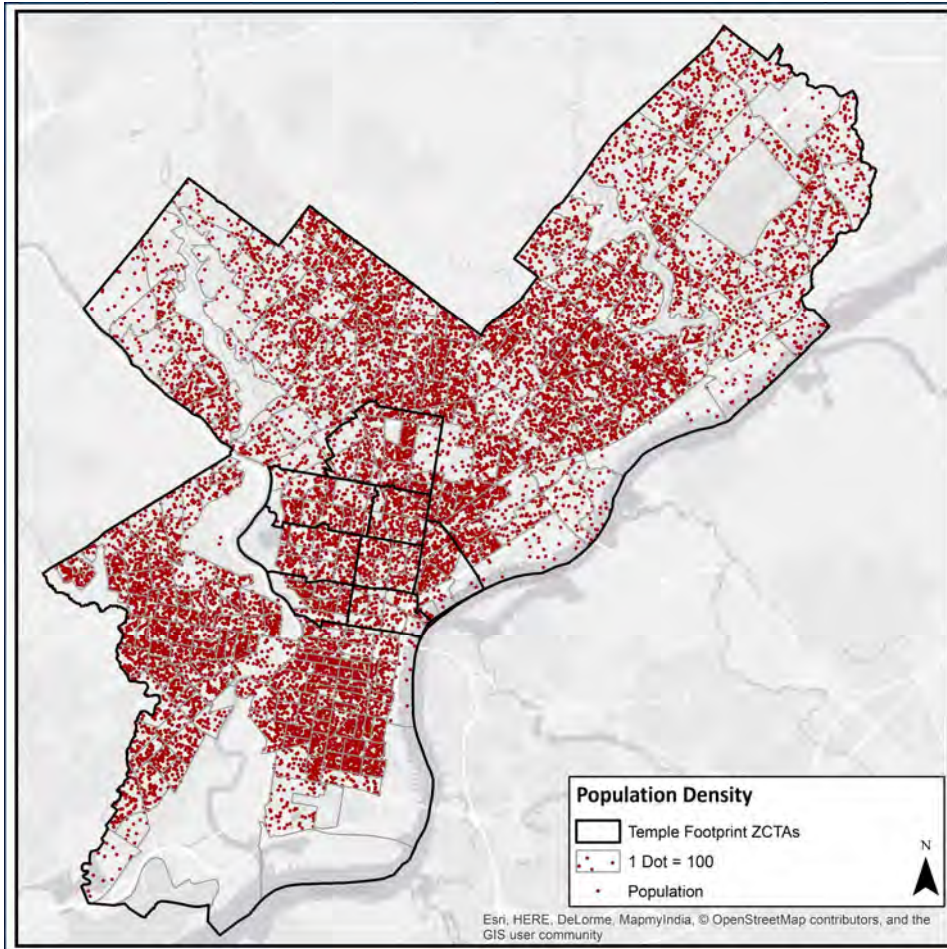 Population Density
Temple Footprint ZCTAs
1 Dot = 100
Population
N
Esri, HERE, DeLorme, MapmyIndia, © OpenStreetMap contributors, and the
GIS user community